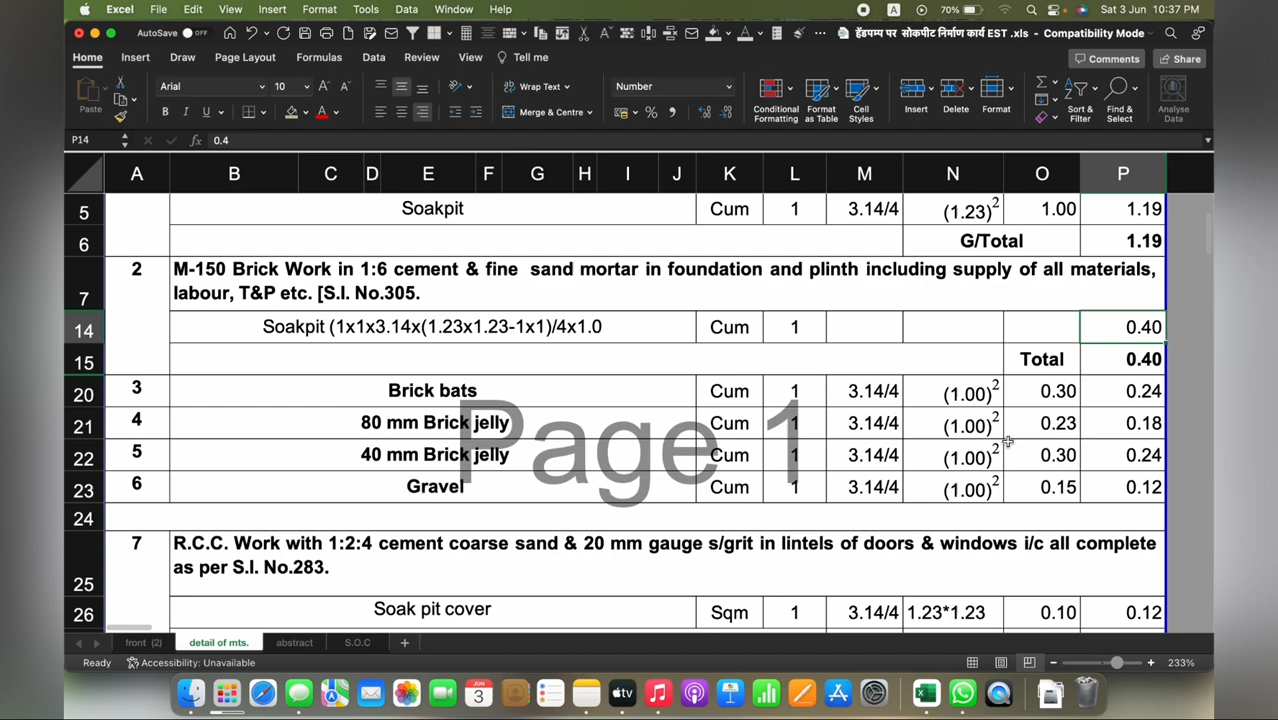 Excel File Edit View Insert Format Tools Data Window Help A 70% Sat 3 Jun 10:37 PM
AutoSave OFF हैंडपम्प पर सोकपीट निर्माण कार्य EST .xls — Compatibility Mode
Home Insert Draw Page Layout Formulas Data Review View Tell me Comments Share
Paste Arial 10 Wrap Text Merge & Centre Number Conditional Formatting Format as Table Cell Styles Insert Delete Format Sort & Filter Find & Select Analyse Data
P14 fx 0.4
A B C D E F G H I J K L M N O P
5 Soakpit Cum 1 3.14/4 (1.23)² 1.00 1.19
6 G/Total 1.19
2 M-150 Brick Work in 1:6 cement & fine sand mortar in foundation and plinth including supply of all materials,
7 labour, T&P etc. [S.I. No.305.
14 Soakpit (1x1x3.14x(1.23x1.23-1x1)/4x1.0 Cum 1 0.40
15 Total 0.40
20 3 Brick bats Cum 1 3.14/4 (1.00)² 0.30 0.24
21 4 80 mm Brick jelly Cum 1 3.14/4 (1.00)² 0.23 0.18
22 5 40 mm Brick jelly Cum 1 3.14/4 (1.00)² 0.30 0.24
23 6 Gravel Cum 1 3.14/4 (1.00)² 0.15 0.12
Page 1
24
7 R.C.C. Work with 1:2:4 cement coarse sand & 20 mm gauge s/grit in lintels of doors & windows i/c all complete
25 as per S.I. No.283.
26 Soak pit cover Sqm 1 3.14/4 1.23*1.23 0.10 0.12
front (2) detail of mts. abstract S.O.C +
Ready Accessibility: Unavailable 233%
JUN 3 tv